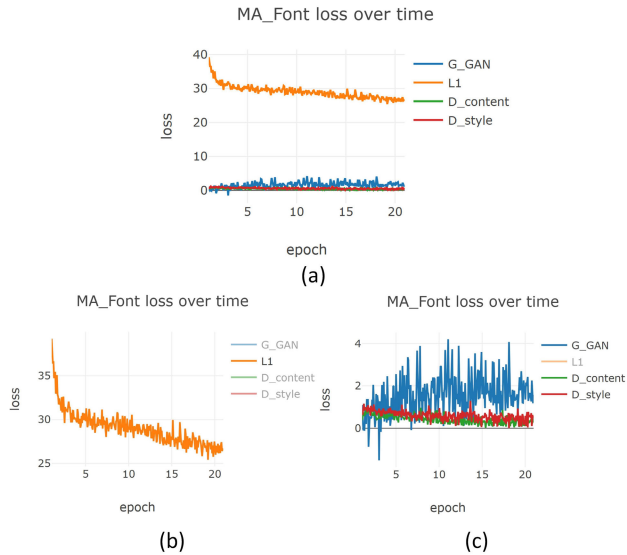 MA_Font loss over time
40
30
20
10
0
loss
5
10
15
20
epoch
G_GAN
L1
D_content
D_style
(a)
MA_Font loss over time
35
30
25
loss
5
10
15
20
epoch
G_GAN
L1
D_content
D_style
(b)
MA_Font loss over time
4
2
0
loss
5
10
15
20
epoch
G_GAN
L1
D_content
D_style
(c)